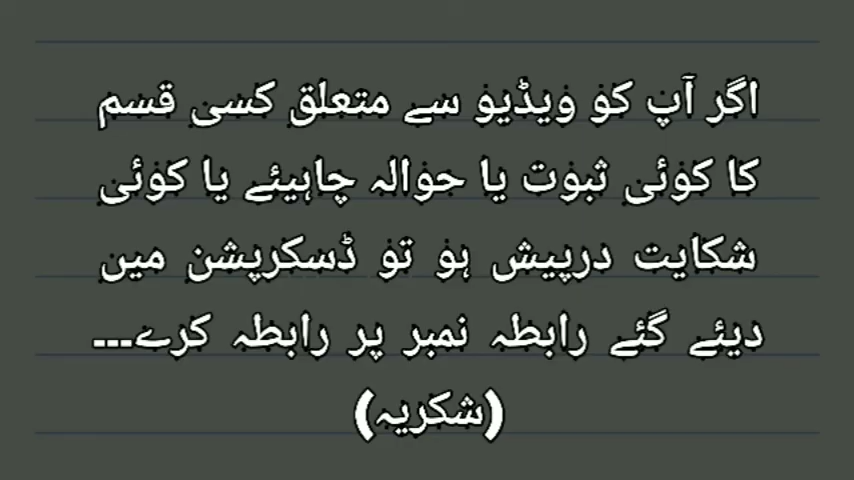 اگر آپ کو ویڈیو سے متعلق کسی قسم
کا کوئی ثبوت یا حوالہ چاہیئے یا کوئی
شکایت درپیش ہو تو ڈسکرپشن میں
دیئے گئے رابطہ نمبر پر رابطہ کرے...
(شکریہ)